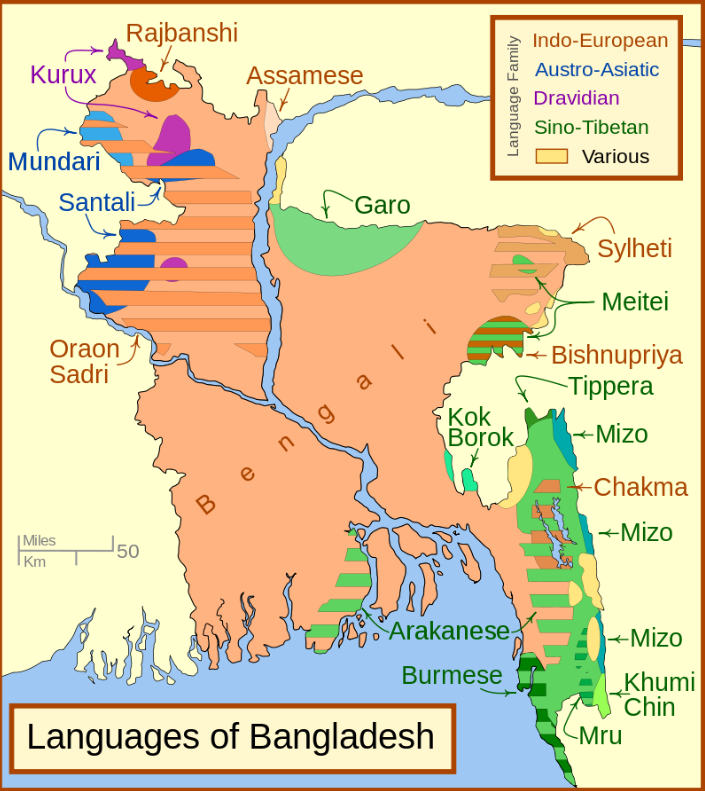 Rajbanshi
Kurux
Assamese
Language Family
Indo-European
Austro-Asiatic
Dravidian
Sino-Tibetan
Various
Mundari
Santali
Garo
Sylheti
Meitei
Oraon
Sadri
Bishnupriya
Tippera
Bengali
Kok
Borok
Mizo
Chakma
Mizo
Miles
Km
50
Arakanese
Mizo
Burmese
Khumi
Chin
Mru
Languages of Bangladesh